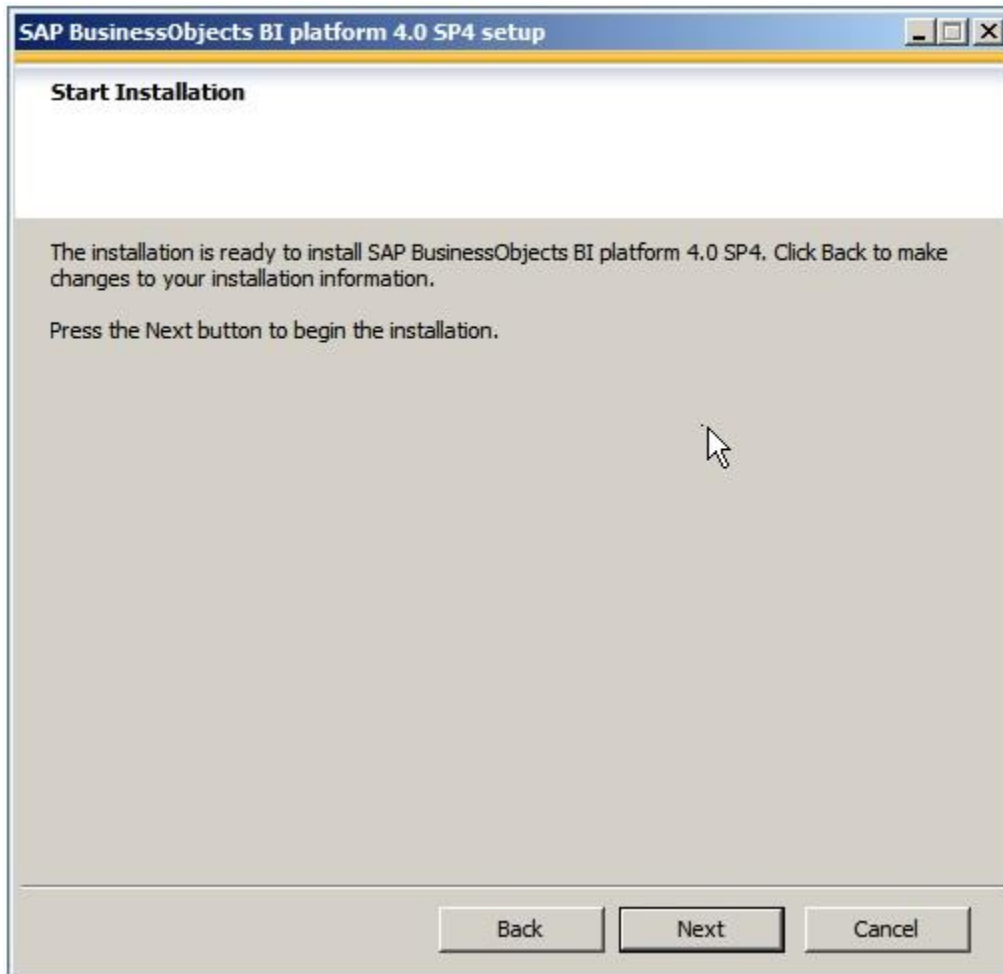 SAP BusinessObjects BI platform 4.0 SP4 setup
Start Installation
The installation is ready to install SAP BusinessObjects BI platform 4.0 SP4. Click Back to make
changes to your installation information.
Press the Next button to begin the installation.
Back Next Cancel